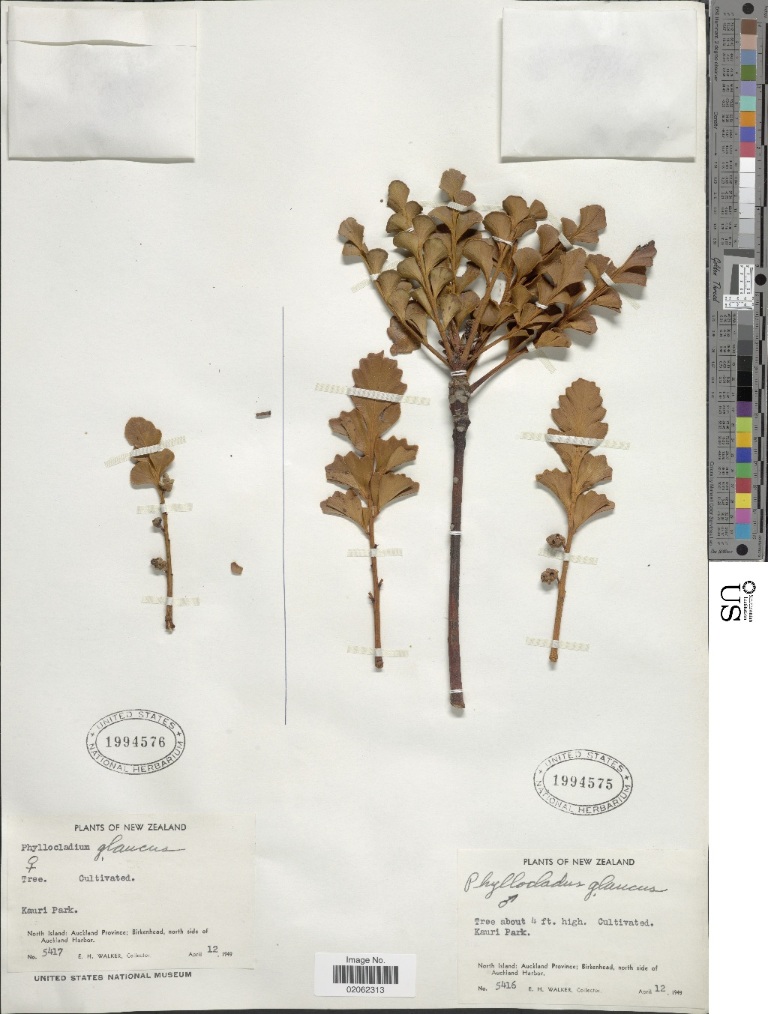 UNITED STATES
1994576
NATIONAL HERBARIUM
PLANTS OF NEW ZEALAND
Phyllocladium glaucus
♀
Tree. Cultivated.
Kauri Park.
North Island: Auckland Province; Birkenhead, north side of
Auckland Harbor.
No. 5417 E. H. WALKER, Collector. April 12, 1949
UNITED STATES NATIONAL MUSEUM
UNITED STATES
1994575
NATIONAL HERBARIUM
PLANTS OF NEW ZEALAND
Phyllocladus glaucus
♂
Tree about 4 ft. high. Cultivated.
Kauri Park.
North Island: Auckland Province; Birkenhead, north side of
Auckland Harbor.
No. 5416 E. H. WALKER, Collector. April 12, 1949
Image No.
02062313
US